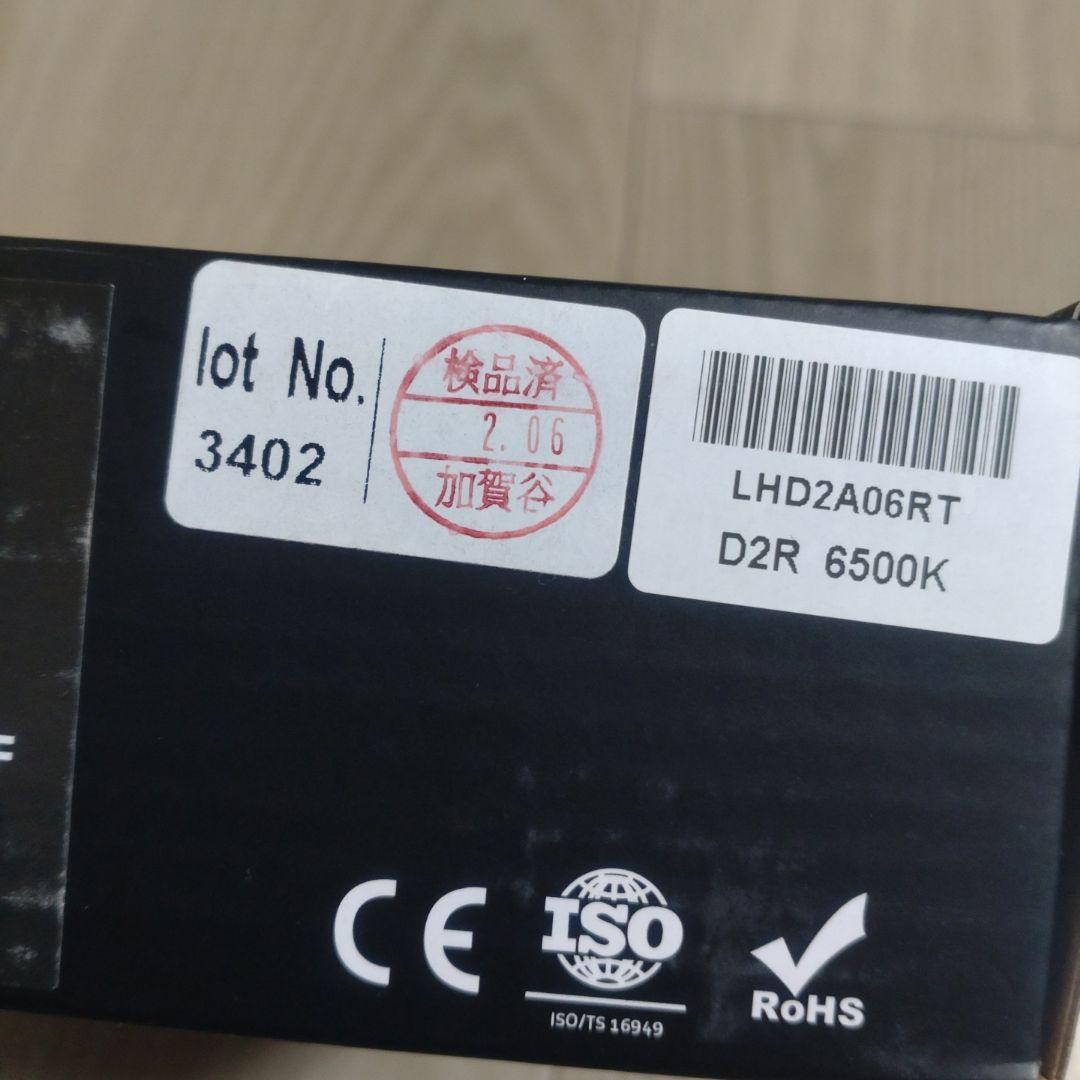 lot No.
3402
検品済
2.06
加賀谷
LHD2A06RT
D2R 6500K
CE
ISO
ISO/TS 16949
RoHS